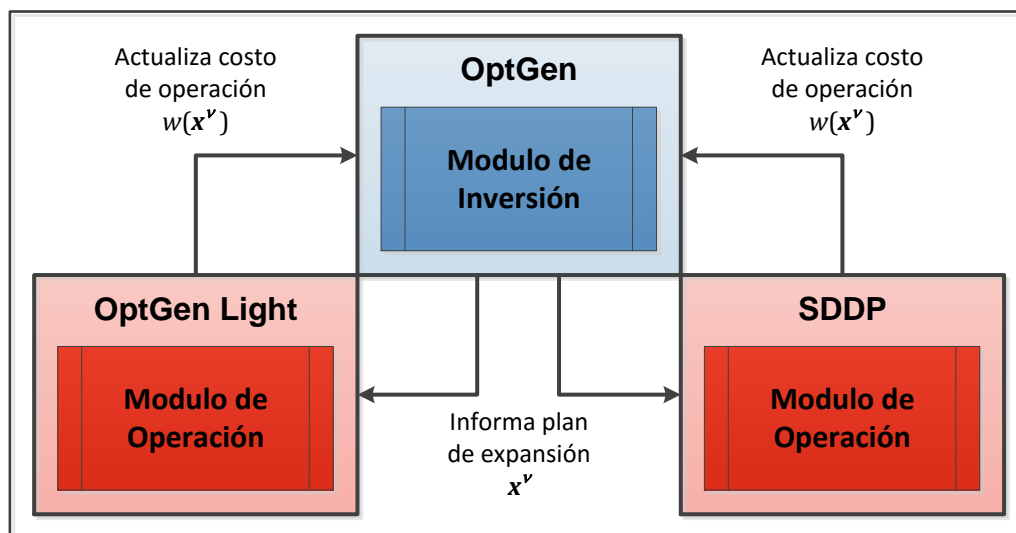 Actualiza costo
de operación
w(x^ν)
OptGen
Modulo de
Inversión
Actualiza costo
de operación
w(x^ν)
OptGen Light
Modulo de
Operación
Informa plan
de expansión
x^ν
SDDP
Modulo de
Operación